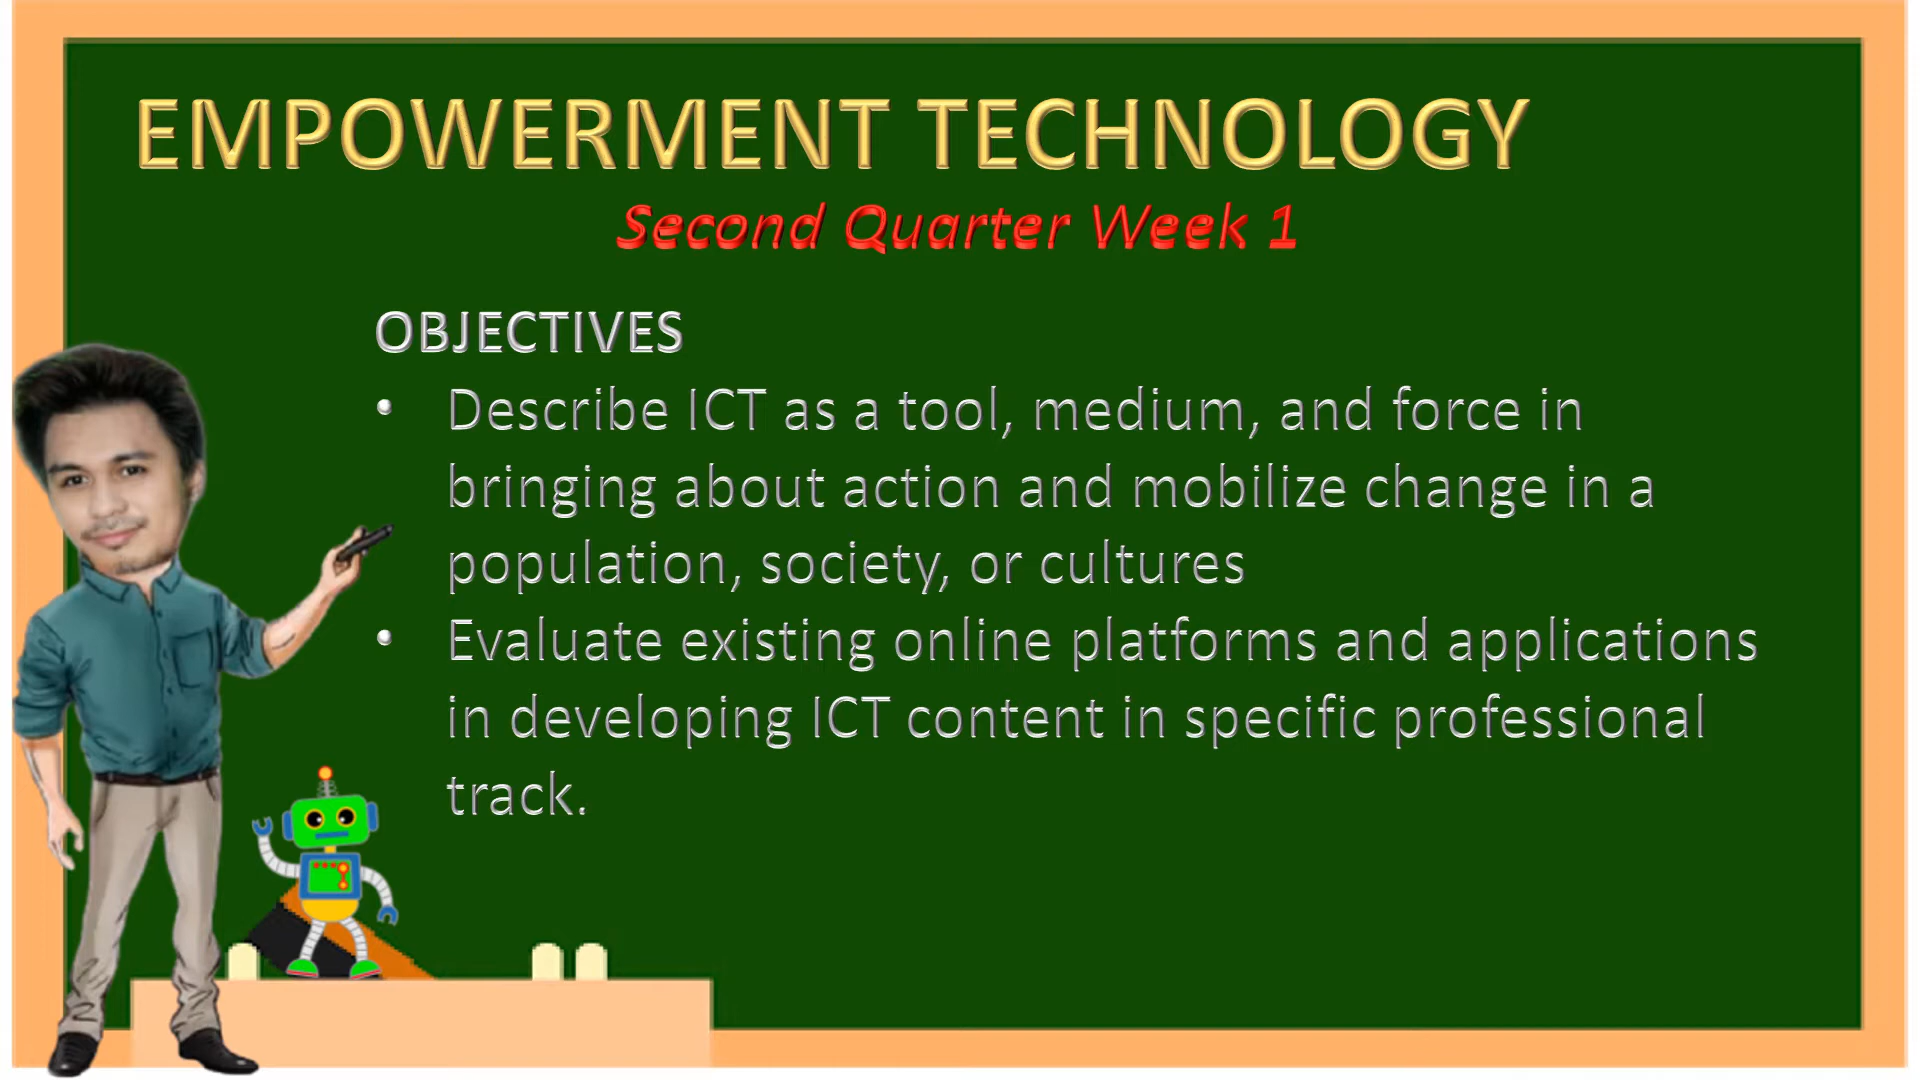 EMPOWERMENT TECHNOLOGY
Second Quarter Week 1
OBJECTIVES
• Describe ICT as a tool, medium, and force in
bringing about action and mobilize change in a
population, society, or cultures
• Evaluate existing online platforms and applications
in developing ICT content in specific professional
track.